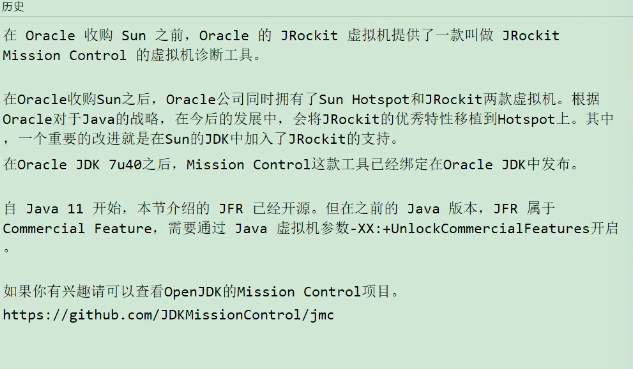 历史
在 Oracle 收购 Sun 之前，Oracle 的 JRockit 虚拟机提供了一款叫做 JRockit
Mission Control 的虚拟机诊断工具。
在Oracle收购Sun之后，Oracle公司同时拥有了Sun Hotspot和JRockit两款虚拟机。根据
Oracle对于Java的战略，在今后的发展中，会将JRockit的优秀特性移植到Hotspot上。其中
，一个重要的改进就是在Sun的JDK中加入了JRockit的支持。
在Oracle JDK 7u40之后，Mission Control这款工具已经绑定在Oracle JDK中发布。
自 Java 11 开始，本节介绍的 JFR 已经开源。但在之前的 Java 版本，JFR 属于
Commercial Feature，需要通过 Java 虚拟机参数-XX:+UnlockCommercialFeatures开启
。
如果你有兴趣请可以查看OpenJDK的Mission Control项目。
https://github.com/JDKMissionControl/jmc